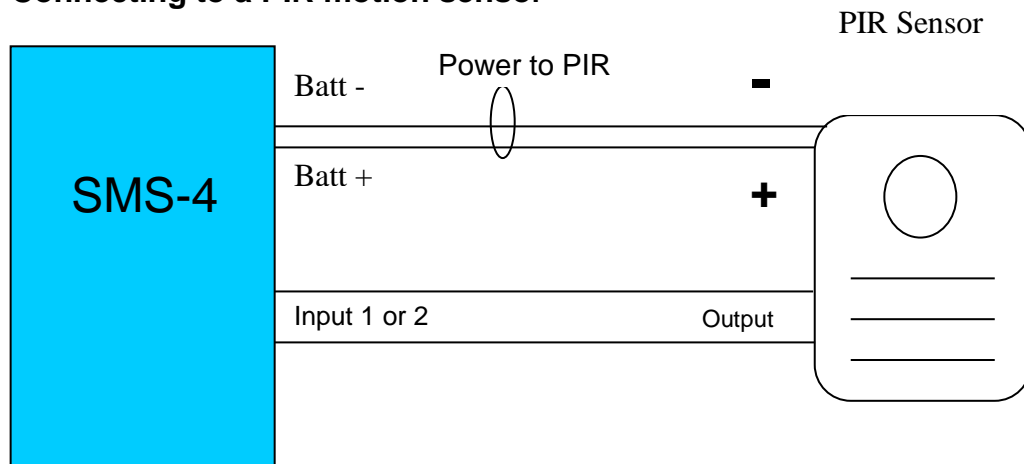 Connecting to a PIR motion sensor
PIR Sensor
Power to PIR
Batt -
-
Batt +
+
SMS-4
Input 1 or 2
Output